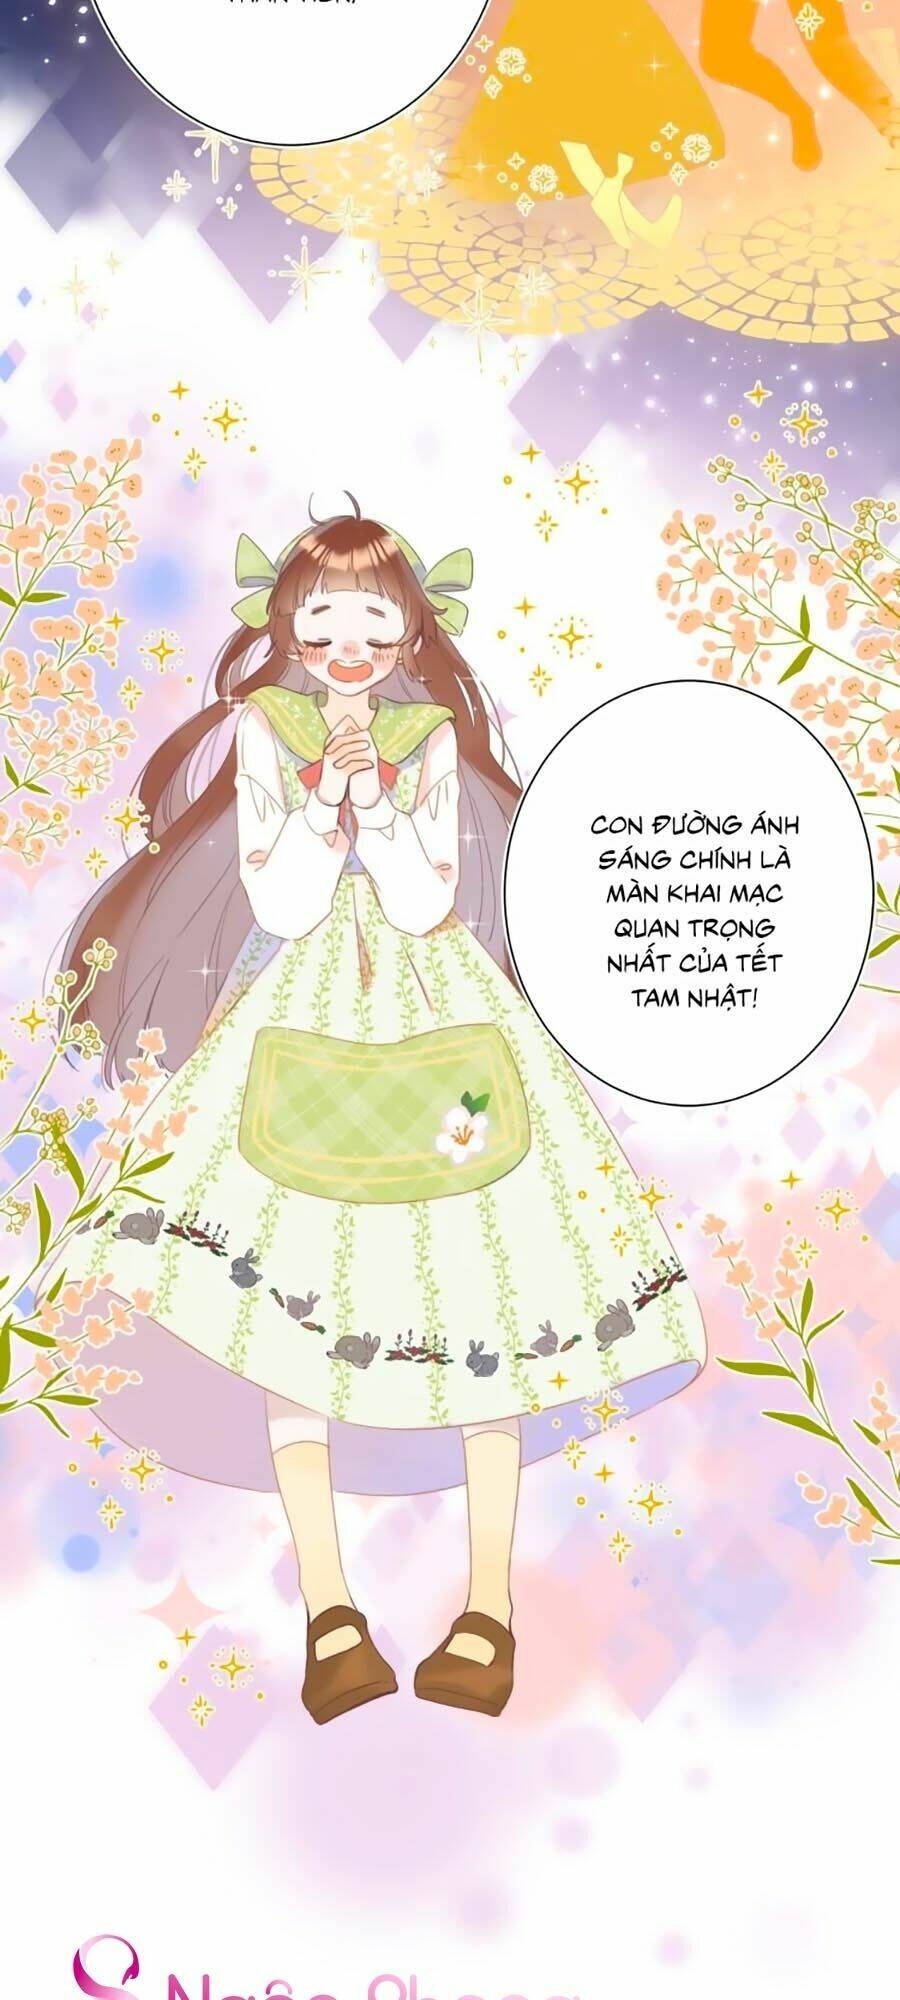 CON ĐƯỜNG ÁNH
SÁNG CHÍNH LÀ
MÀN KHAI MẠC
QUAN TRỌNG
NHẤT CỦA TẾT
TAM NHẬT!